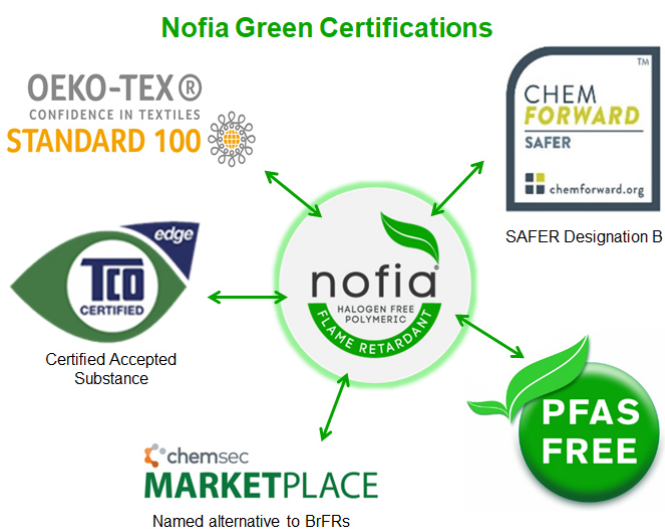 Nofia Green Certifications
OEKO-TEX®
CONFIDENCE IN TEXTILES
STANDARD 100
TM
CHEM
FORWARD
SAFER
chemforward.org
SAFER Designation B
edge
TCO
CERTIFIED
Certified Accepted
Substance
nofia®
HALOGEN FREE
POLYMERIC
FLAME RETARDANT
PFAS
FREE
chemsec
MARKETPLACE
Named alternative to BrFRs